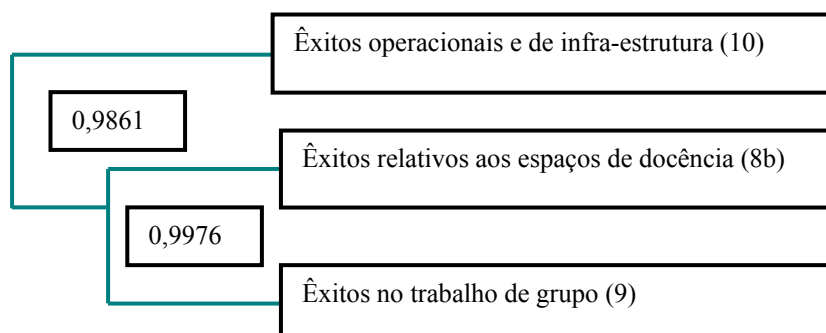 Êxitos operacionais e de infra-estrutura (10)
0,9861
Êxitos relativos aos espaços de docência (8b)
0,9976
Êxitos no trabalho de grupo (9)